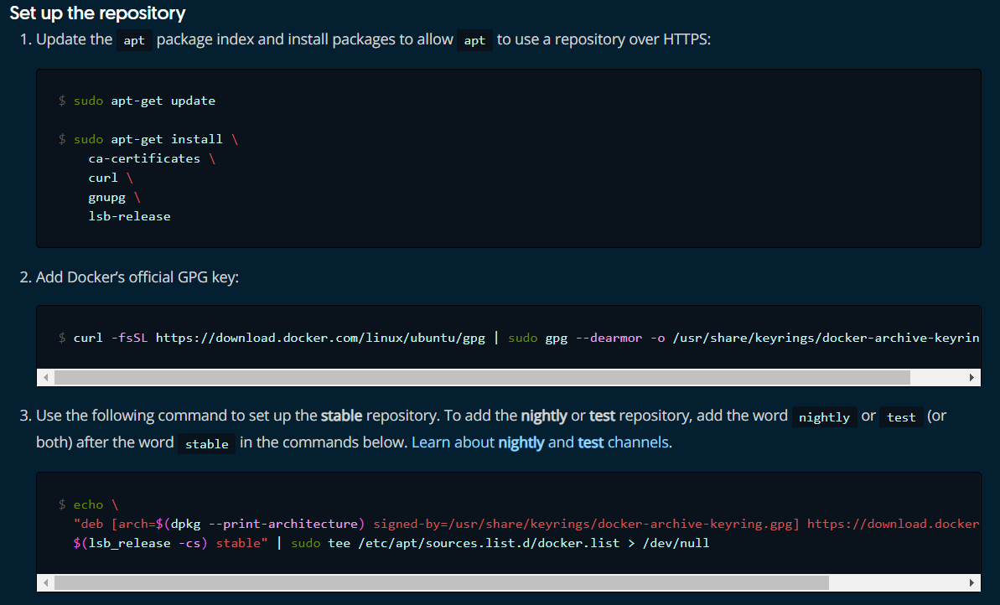 Set up the repository
1. Update the apt package index and install packages to allow apt to use a repository over HTTPS:
$ sudo apt-get update
$ sudo apt-get install \
ca-certificates \
curl \
gnupg \
lsb-release
2. Add Docker’s official GPG key:
$ curl -fsSL https://download.docker.com/linux/ubuntu/gpg | sudo gpg --dearmor -o /usr/share/keyrings/docker-archive-keyrin
3. Use the following command to set up the stable repository. To add the nightly or test repository, add the word nightly or test (or
both) after the word stable in the commands below. Learn about nightly and test channels.
$ echo \
"deb [arch=$(dpkg --print-architecture) signed-by=/usr/share/keyrings/docker-archive-keyring.gpg] https://download.docker
$(lsb_release -cs) stable" | sudo tee /etc/apt/sources.list.d/docker.list > /dev/null